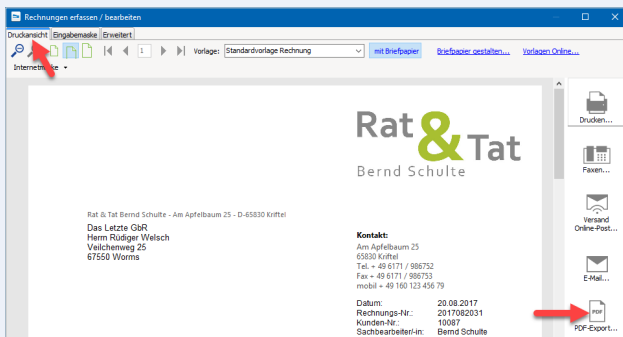 Rechnungen erfassen / bearbeiten
Druckansicht Eingabemaske Erweitert
1 Vorlage: Standardvorlage Rechnung mit Briefpapier Briefpapier gestalten... Vorlagen Online...
Rat & Tat
Bernd Schulte
Rat & Tat Bernd Schulte - Am Apfelbaum 25 - D-65830 Kriftel
Das Letzte GbR
Herrn Rüdiger Welsch
Veilchenweg 25
67550 Worms
Kontakt:
Am Apfelbaum 25
65830 Kriftel
Tel. + 49 6171 / 986752
Fax + 49 6171 / 986753
mobil + 49 160 123 456 79
Datum: 20.08.2017
Rechnungs-Nr.: 2017082031
Kunden-Nr.: 10087
Sachbearbeiter/-in: Bernd Schulte
Drucken...
Faxen...
Versand
Online-Post...
E-Mail...
PDF
PDF-Export...